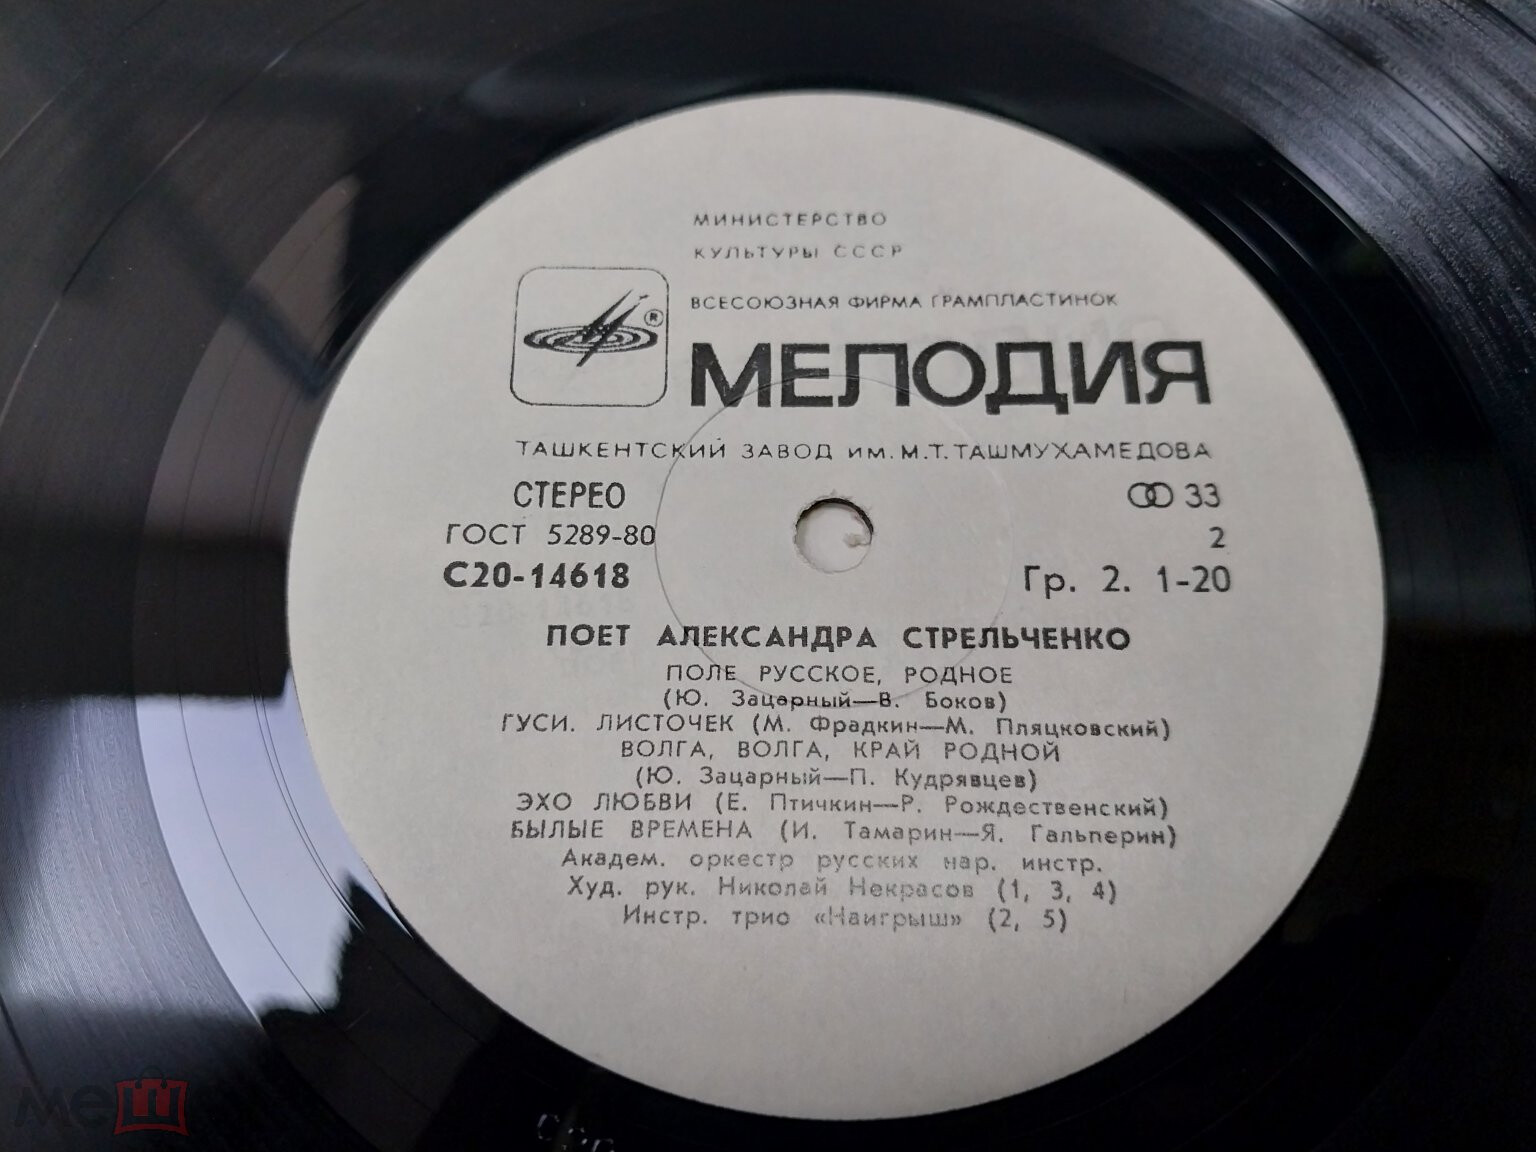 МИНИСТЕРСТВО
КУЛЬТУРЫ СССР
ВСЕСОЮЗНАЯ ФИРМА ГРАМПЛАСТИНОК
®
МЕЛОДИЯ
ТАШКЕНТСКИЙ ЗАВОД ИМ. М.Т. ТАШМУХАМЕДОВА
СТЕРЕО 33
ГОСТ 5289-80 2
С20-14618 Гр. 2. 1-20
ПОЕТ АЛЕКСАНДРА СТРЕЛЬЧЕНКО
ПОЛЕ РУССКОЕ, РОДНОЕ
(Ю. Зацарный—В. Боков)
ГУСИ. ЛИСТОЧЕК (М. Фрадкин—М. Пляцковский)
ВОЛГА, ВОЛГА, КРАЙ РОДНОЙ
(Ю. Зацарный—П. Кудрявцев)
ЭХО ЛЮБВИ (Е. Птичкин—Р. Рождественский)
БЫЛЫЕ ВРЕМЕНА (И. Тамарин—Я. Гальперин)
Академ. оркестр русских нар. инстр.
Худ. рук. Николай Некрасов (1, 3, 4)
Инстр. трио «Наигрыш» (2, 5)
мешок